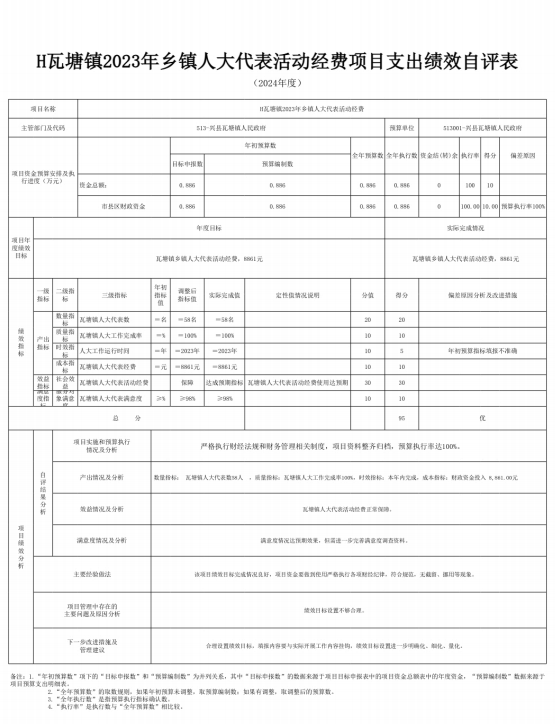 H瓦塘镇2023年乡镇人大代表活动经费项目支出绩效自评表
（2024年度）
项目名称 H瓦塘镇2023年乡镇人大代表活动经费
主管部门及代码 513-兴县瓦塘镇人民政府 预算单位 513001-兴县瓦塘镇人民政府
项目资金预算安排及执行进度（万元） 年初预算数 全年预算数 全年执行数 资金结(转)余 执行率 得分 偏差原因
目标申报数 预算编制数
资金总额: 0.886 0.886 0.886 0.886 0 100 10
市县区财政资金 0.886 0.886 0.886 0.886 0 100.00 10.00 预算执行率100%
项目年度绩效目标 年度目标 实际完成情况
瓦塘镇乡镇人大代表活动经费，8861元 瓦塘镇乡镇人大代表活动经费，8861元
绩效指标 一级指标 二级指标 三级指标 年初指标值 调整后指标值 实际完成值 定性值情况说明 分值 得分 偏差原因分析及改进措施
产出指标 数量指标 瓦塘镇人大代表数 ＝名 ＝58名 ＝58名 20 20
质量指标 瓦塘镇人大工作完成率 ＝% ＝100% ＝100% 10 10
时效指标 人大工作运行时间 ＝年 ＝2023年 ＝2023年 10 5 年初预算指标填报不准确
成本指标 瓦塘镇人大代表经费 ＝元 ＝8861元 ＝8861元 10 10
效益指标 社会效益 瓦塘镇人大代表活动经费 保障 达成预期指标 瓦塘镇人大代表活动经费使用达预期 30 30
满意度指标 服务对象满意度 瓦塘镇人大代表满意度 ≥% ≥98% ≥98% 10 10
总 分 95 优
项目绩效分析 自评结果分析 项目实施和预算执行情况及分析 严格执行财经法规和财务管理相关制度，项目资料整齐归档，预算执行率达100%。
产出情况及分析 数量指标：瓦塘镇人大代表数58人 ，质量指标：瓦塘镇人大工作完成率100%，时效指标：本年内完成，成本指标：财政资金投入 8,861.00元
效益情况及分析 瓦塘镇人大代表活动经费正常保障。
满意度情况及分析 满意度情况达预期效果，但需进一步完善满意度调查资料。
主要经验做法 该项目绩效目标完成情况良好，项目资金要做到使用严格执行各项财经纪律，符合规范，无截留、挪用等现象。
项目管理中存在的主要问题及原因分析 绩效目标设置不够合理。
下一步改进措施及管理建议 合理设置绩效目标，填报内容要与实际开展工作内容挂钩，绩效目标设置进一步明确化、细化、量化。
备注：1.“年初预算数”项下的“目标申报数”和“预算编制数”为并列关系，其中“目标申报数”的数据来源于项目目标申报表中的年度资金，“预算编制数”数据来源于项目预算支出明细表。
2.“全年预算数”的取数规则，如果年初预算未调整，取预算编制数；如果有调整，取调整后的预算数。
3.“全年执行数”是指预算执行指标确认数。
4.“执行率”是执行数与“全年预算数”相比较。